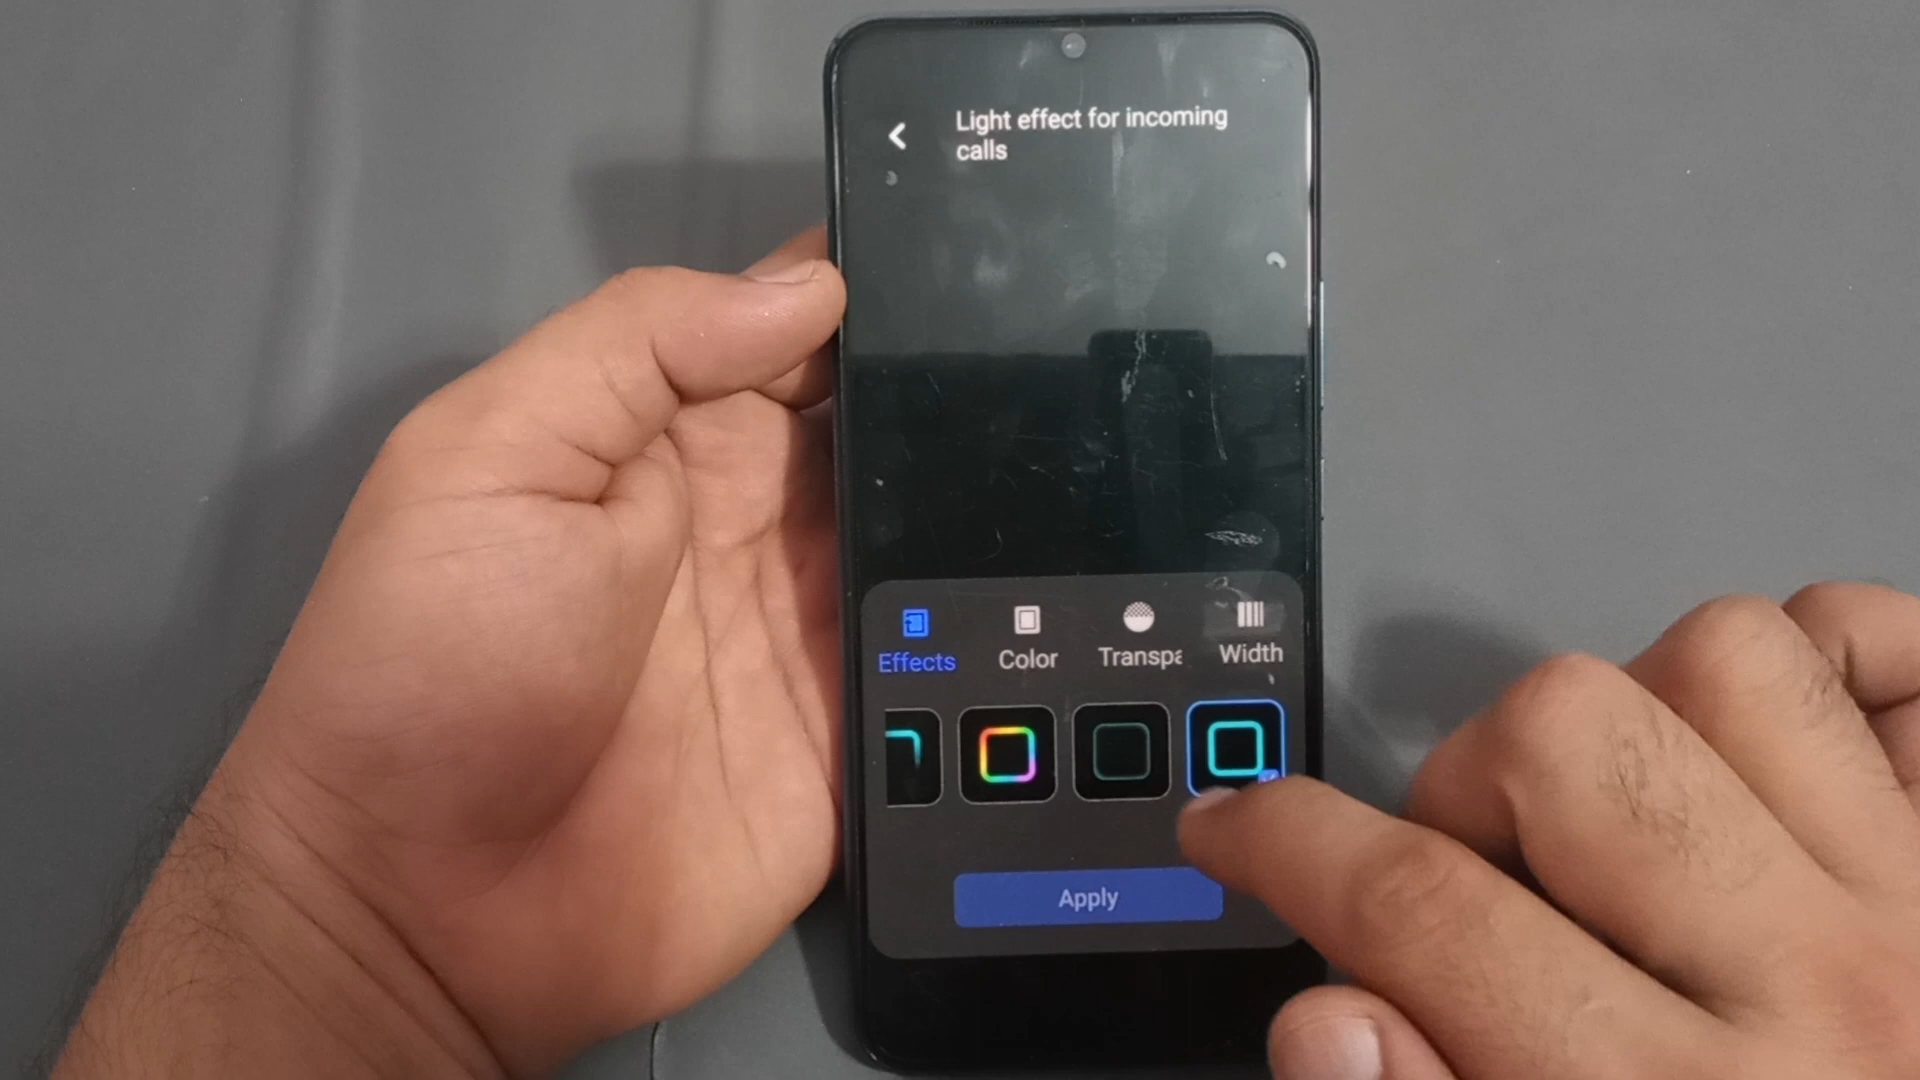 Light effect for incoming
calls
Effects
Color
Transpa
Width
Apply